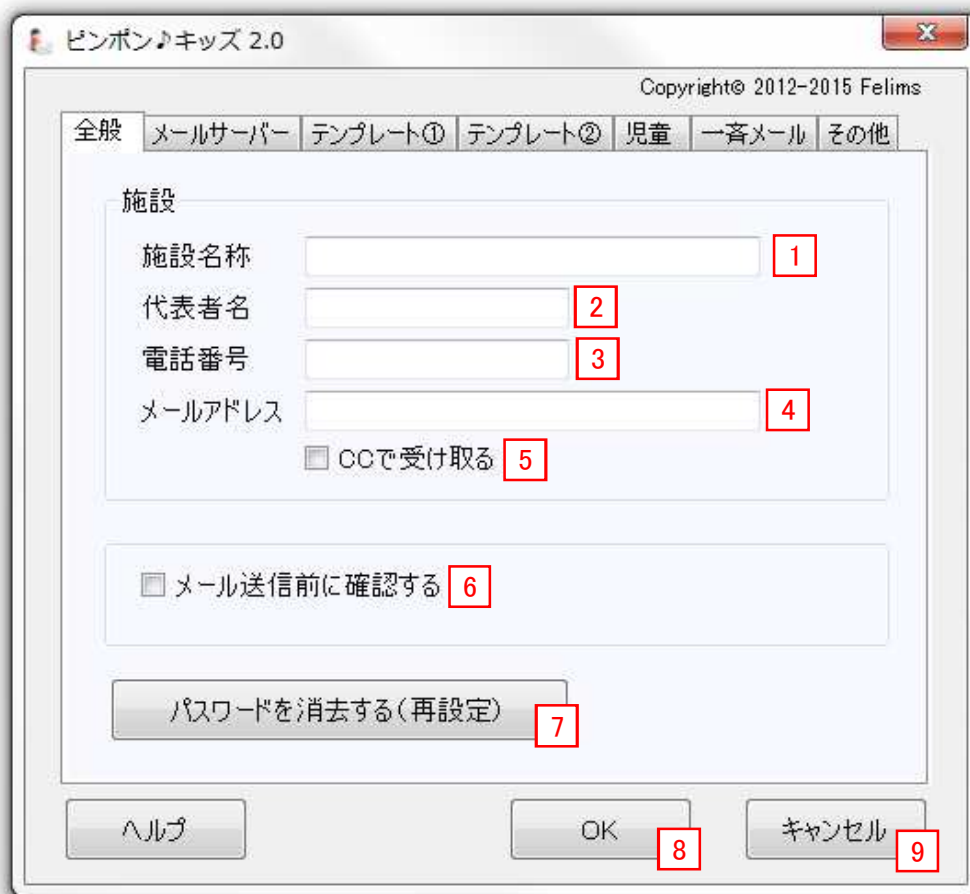 ピンポン♪キッズ 2.0
Copyright© 2012-2015 Felims
全般 メールサーバー テンプレート① テンプレート② 児童 一斉メール その他
施設
施設名称 1
代表者名 2
電話番号 3
メールアドレス 4
CCで受け取る 5
メール送信前に確認する 6
パスワードを消去する(再設定) 7
ヘルプ OK 8 キャンセル 9